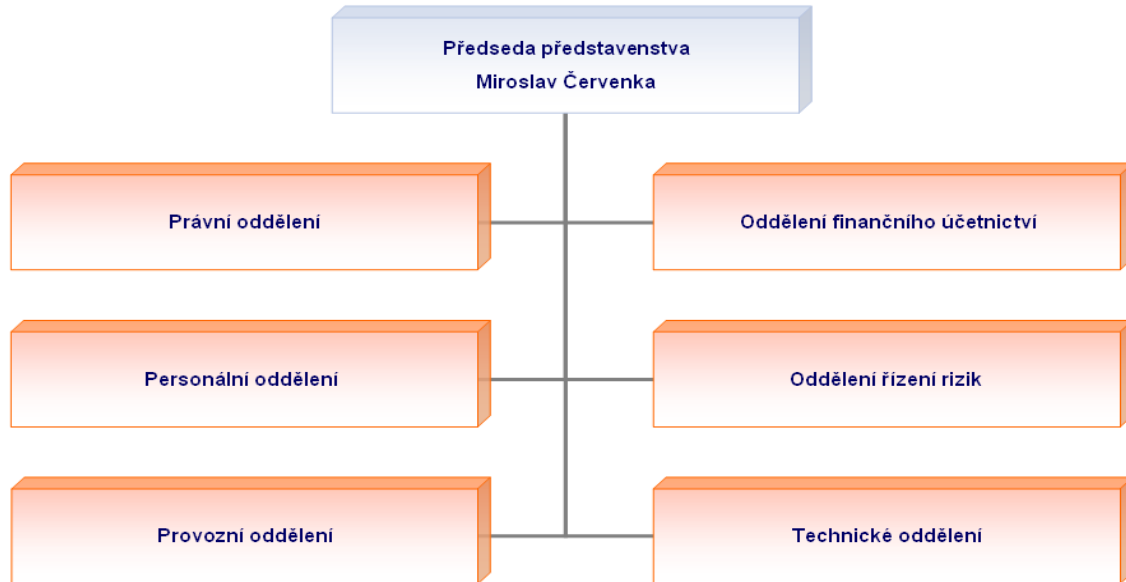 Předseda představenstva
Miroslav Červenka
Právní oddělení
Oddělení finančního účetnictví
Personální oddělení
Oddělení řízení rizik
Provozní oddělení
Technické oddělení